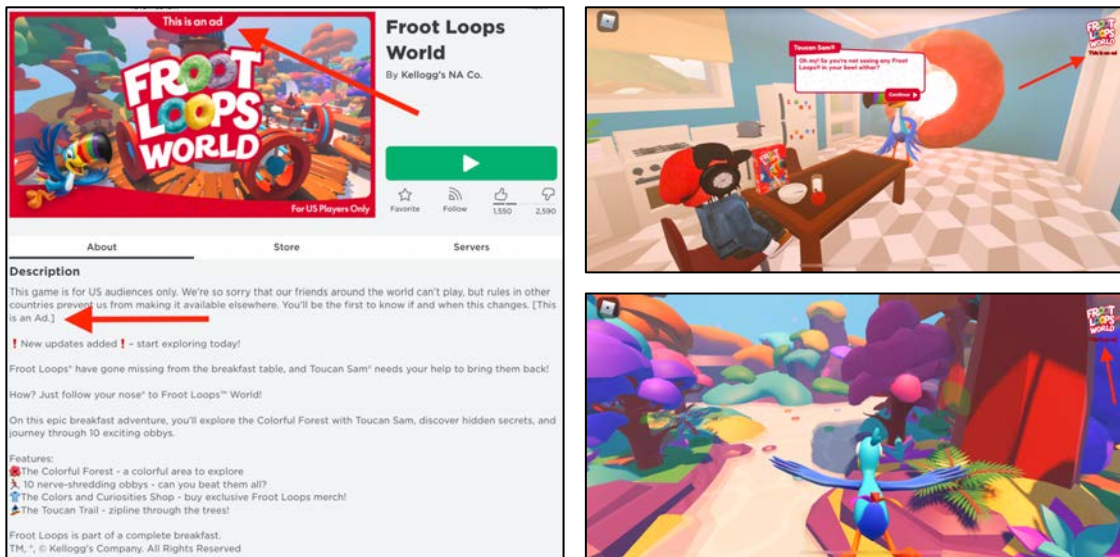 This is an ad
FROOT
LOOPS
WORLD
For US Players Only
Froot Loops
World
By Kellogg's NA Co.
Favorite Follow 1,550 2,590
About Store Servers
Description
This game is for US audiences only. We're so sorry that our friends around the world can't play, but rules in other
countries prevent us from making it available elsewhere. You'll be the first to know if and when this changes. [This
is an Ad.]
❗ New updates added ❗ – start exploring today!
Froot Loops® have gone missing from the breakfast table, and Toucan Sam® needs your help to bring them back!
How? Just follow your nose® to Froot Loops™ World!
On this epic breakfast adventure, you'll explore the Colorful Forest with Toucan Sam, discover hidden secrets, and
journey through 10 exciting obbys.
Features:
The Colorful Forest - a colorful area to explore
10 nerve-shredding obbys - can you beat them all?
The Colors and Curiosities Shop - buy exclusive Froot Loops merch!
The Toucan Trail - zipline through the trees!
Froot Loops is part of a complete breakfast.
TM, ®, © Kellogg's Company. All Rights Reserved
Toucan Sam®
Oh my! So you're not seeing any Froot
Loops® in your bowl either?
Continue
FROOT
LOOPS
WORLD
This is an ad
FROOT
LOOPS
WORLD